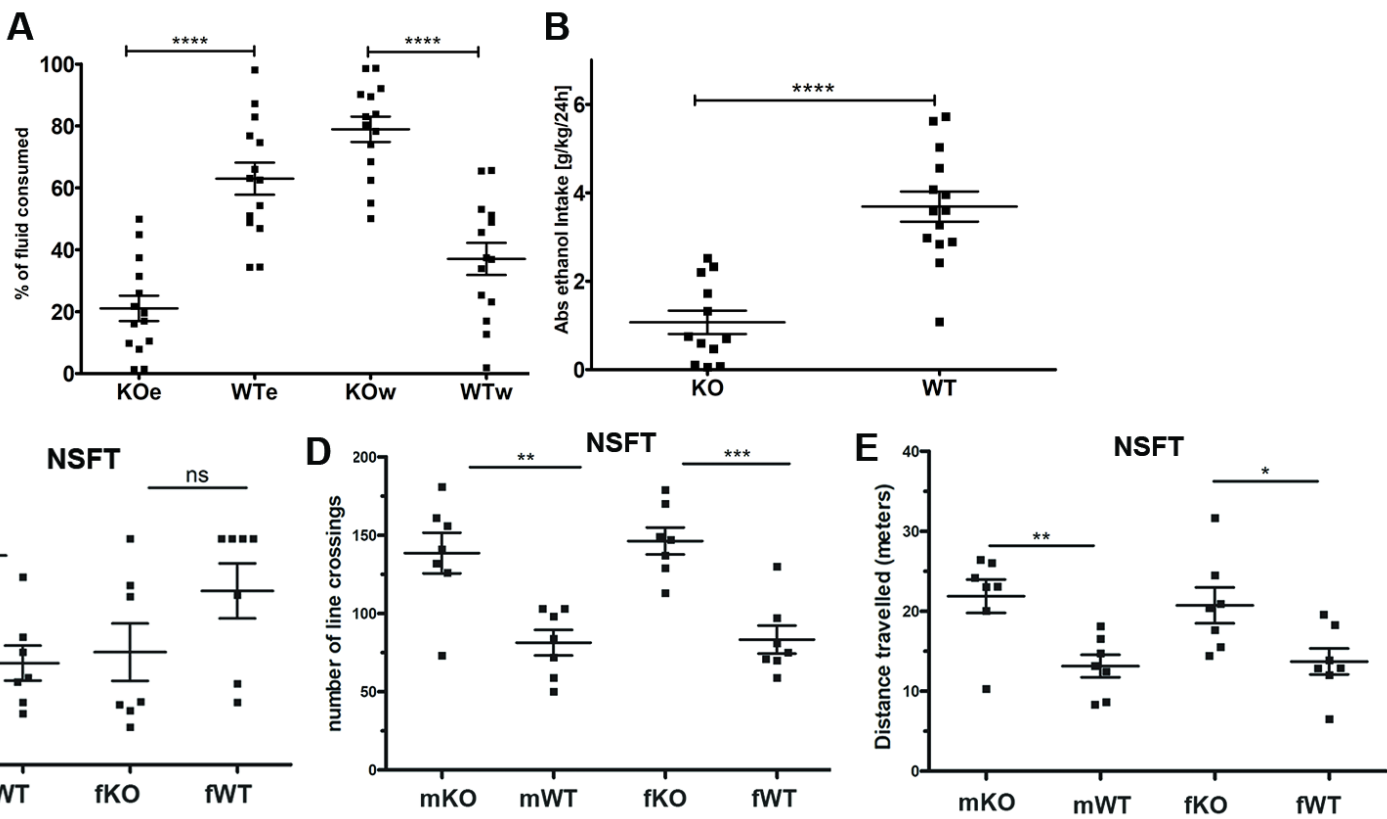 A
****
****
% of fluid consumed
100
80
60
40
20
0
KOe
WTe
KOw
WTw
B
****
Abs ethanol Intake [g/kg/24h]
6
4
2
0
KO
WT
NSFT
ns
WT
fKO
fWT
D
NSFT
**
***
number of line crossings
200
150
100
50
0
mKO
mWT
fKO
fWT
E
NSFT
**
*
Distance travelled (meters)
40
30
20
10
0
mKO
mWT
fKO
fWT